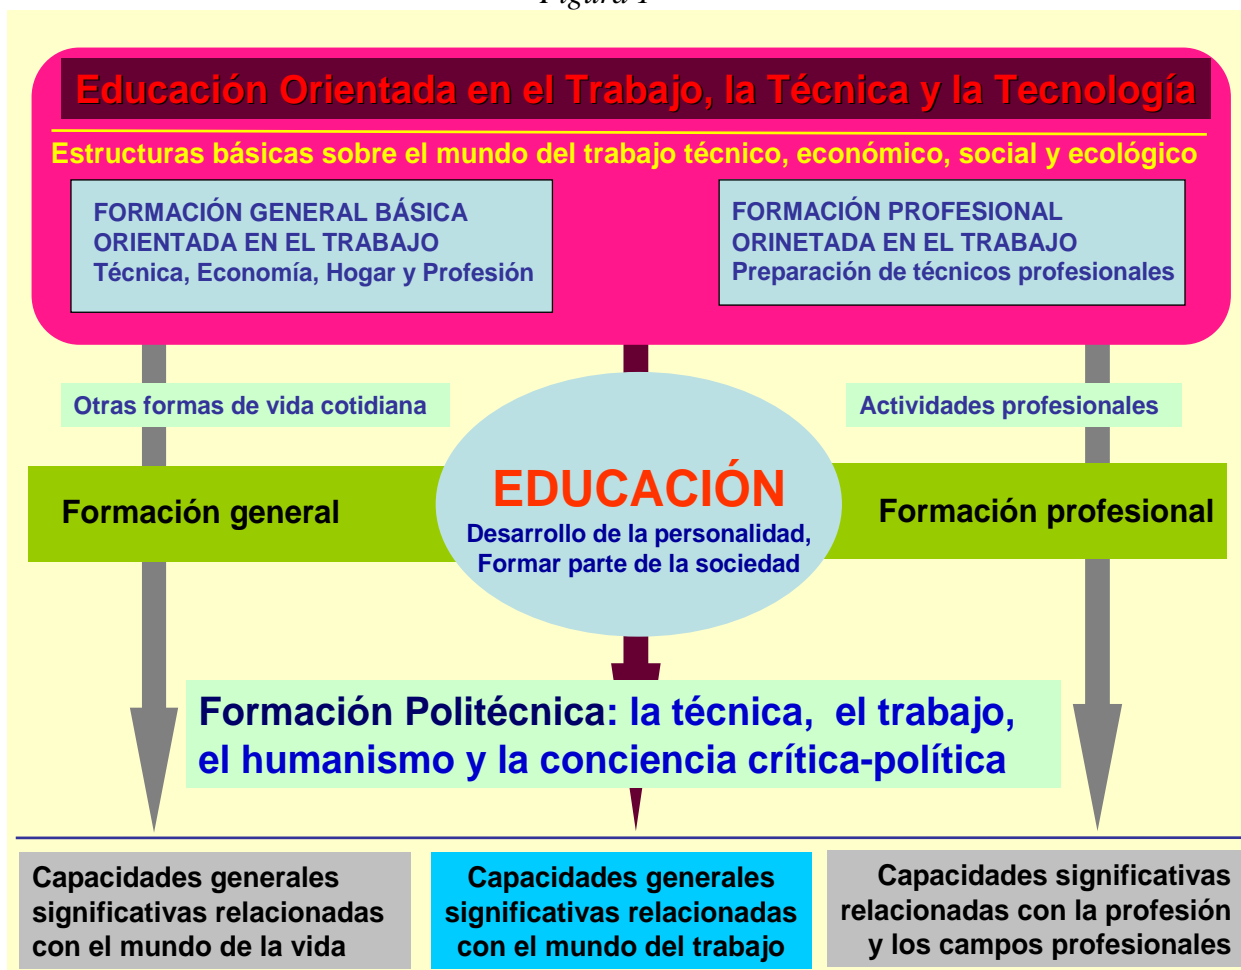 Figura 1
Educación Orientada en el Trabajo, la Técnica y la Tecnología
Estructuras básicas sobre el mundo del trabajo técnico, económico, social y ecológico
FORMACIÓN GENERAL BÁSICA
ORIENTADA EN EL TRABAJO
Técnica, Economía, Hogar y Profesión
FORMACIÓN PROFESIONAL
ORINETADA EN EL TRABAJO
Preparación de técnicos profesionales
Otras formas de vida cotidiana
Actividades profesionales
Formación general
EDUCACIÓN
Desarrollo de la personalidad,
Formar parte de la sociedad
Formación profesional
Formación Politécnica: la técnica, el trabajo,
el humanismo y la conciencia crítica-política
Capacidades generales
significativas relacionadas
con el mundo de la vida
Capacidades generales
significativas relacionadas
con el mundo del trabajo
Capacidades significativas
relacionadas con la profesión
y los campos profesionales